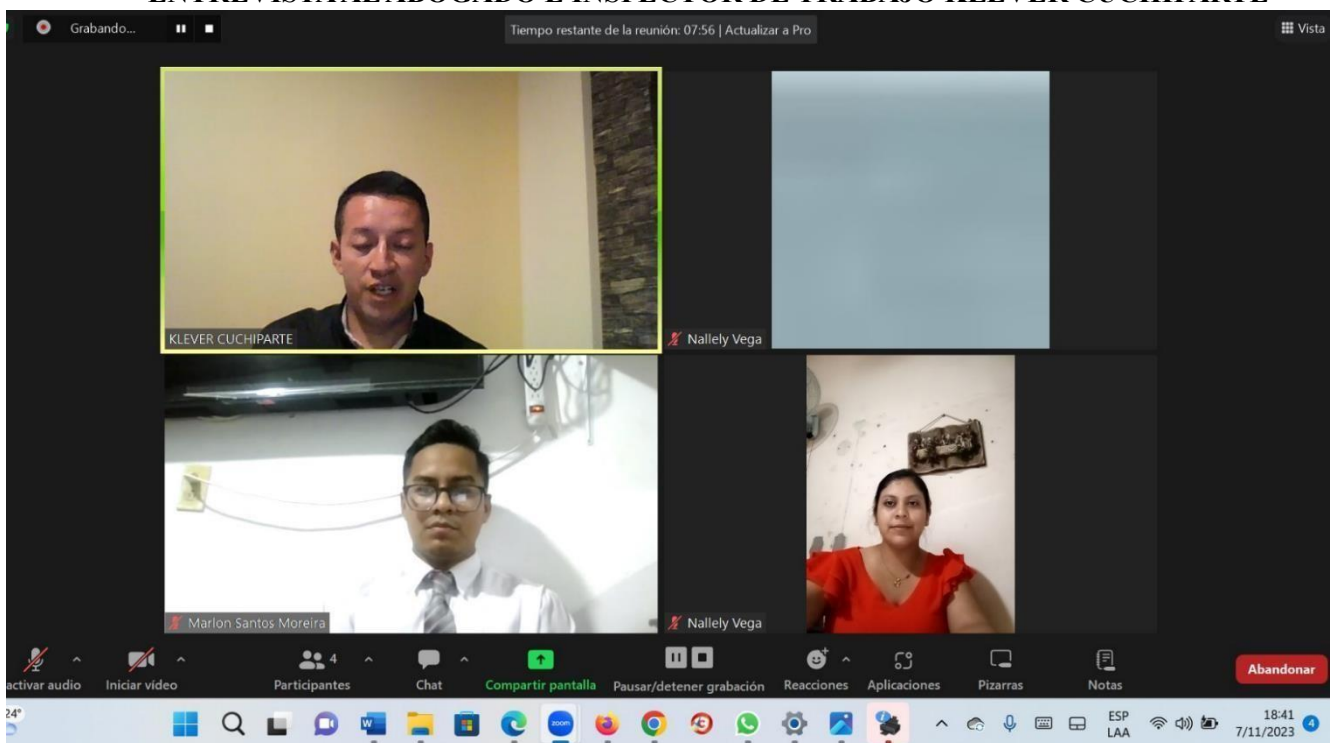 ENTREVISTA AL ABOGADO E INSPECTOR DE TRABAJO KLEVER CUCHIPARTE
Grabando...
Tiempo restante de la reunión: 07:56 | Actualizar a Pro
Vista
KLEVER CUCHIPARTE
Nallely Vega
Marlon Santos Moreira
Nallely Vega
activar audio
Iniciar vídeo
4
Participantes
Chat
Compartir pantalla
Pausar/detener grabación
Reacciones
Aplicaciones
Pizarras
Notas
Abandonar
24°
zoom
ESP
LAA
18:41
7/11/2023
4